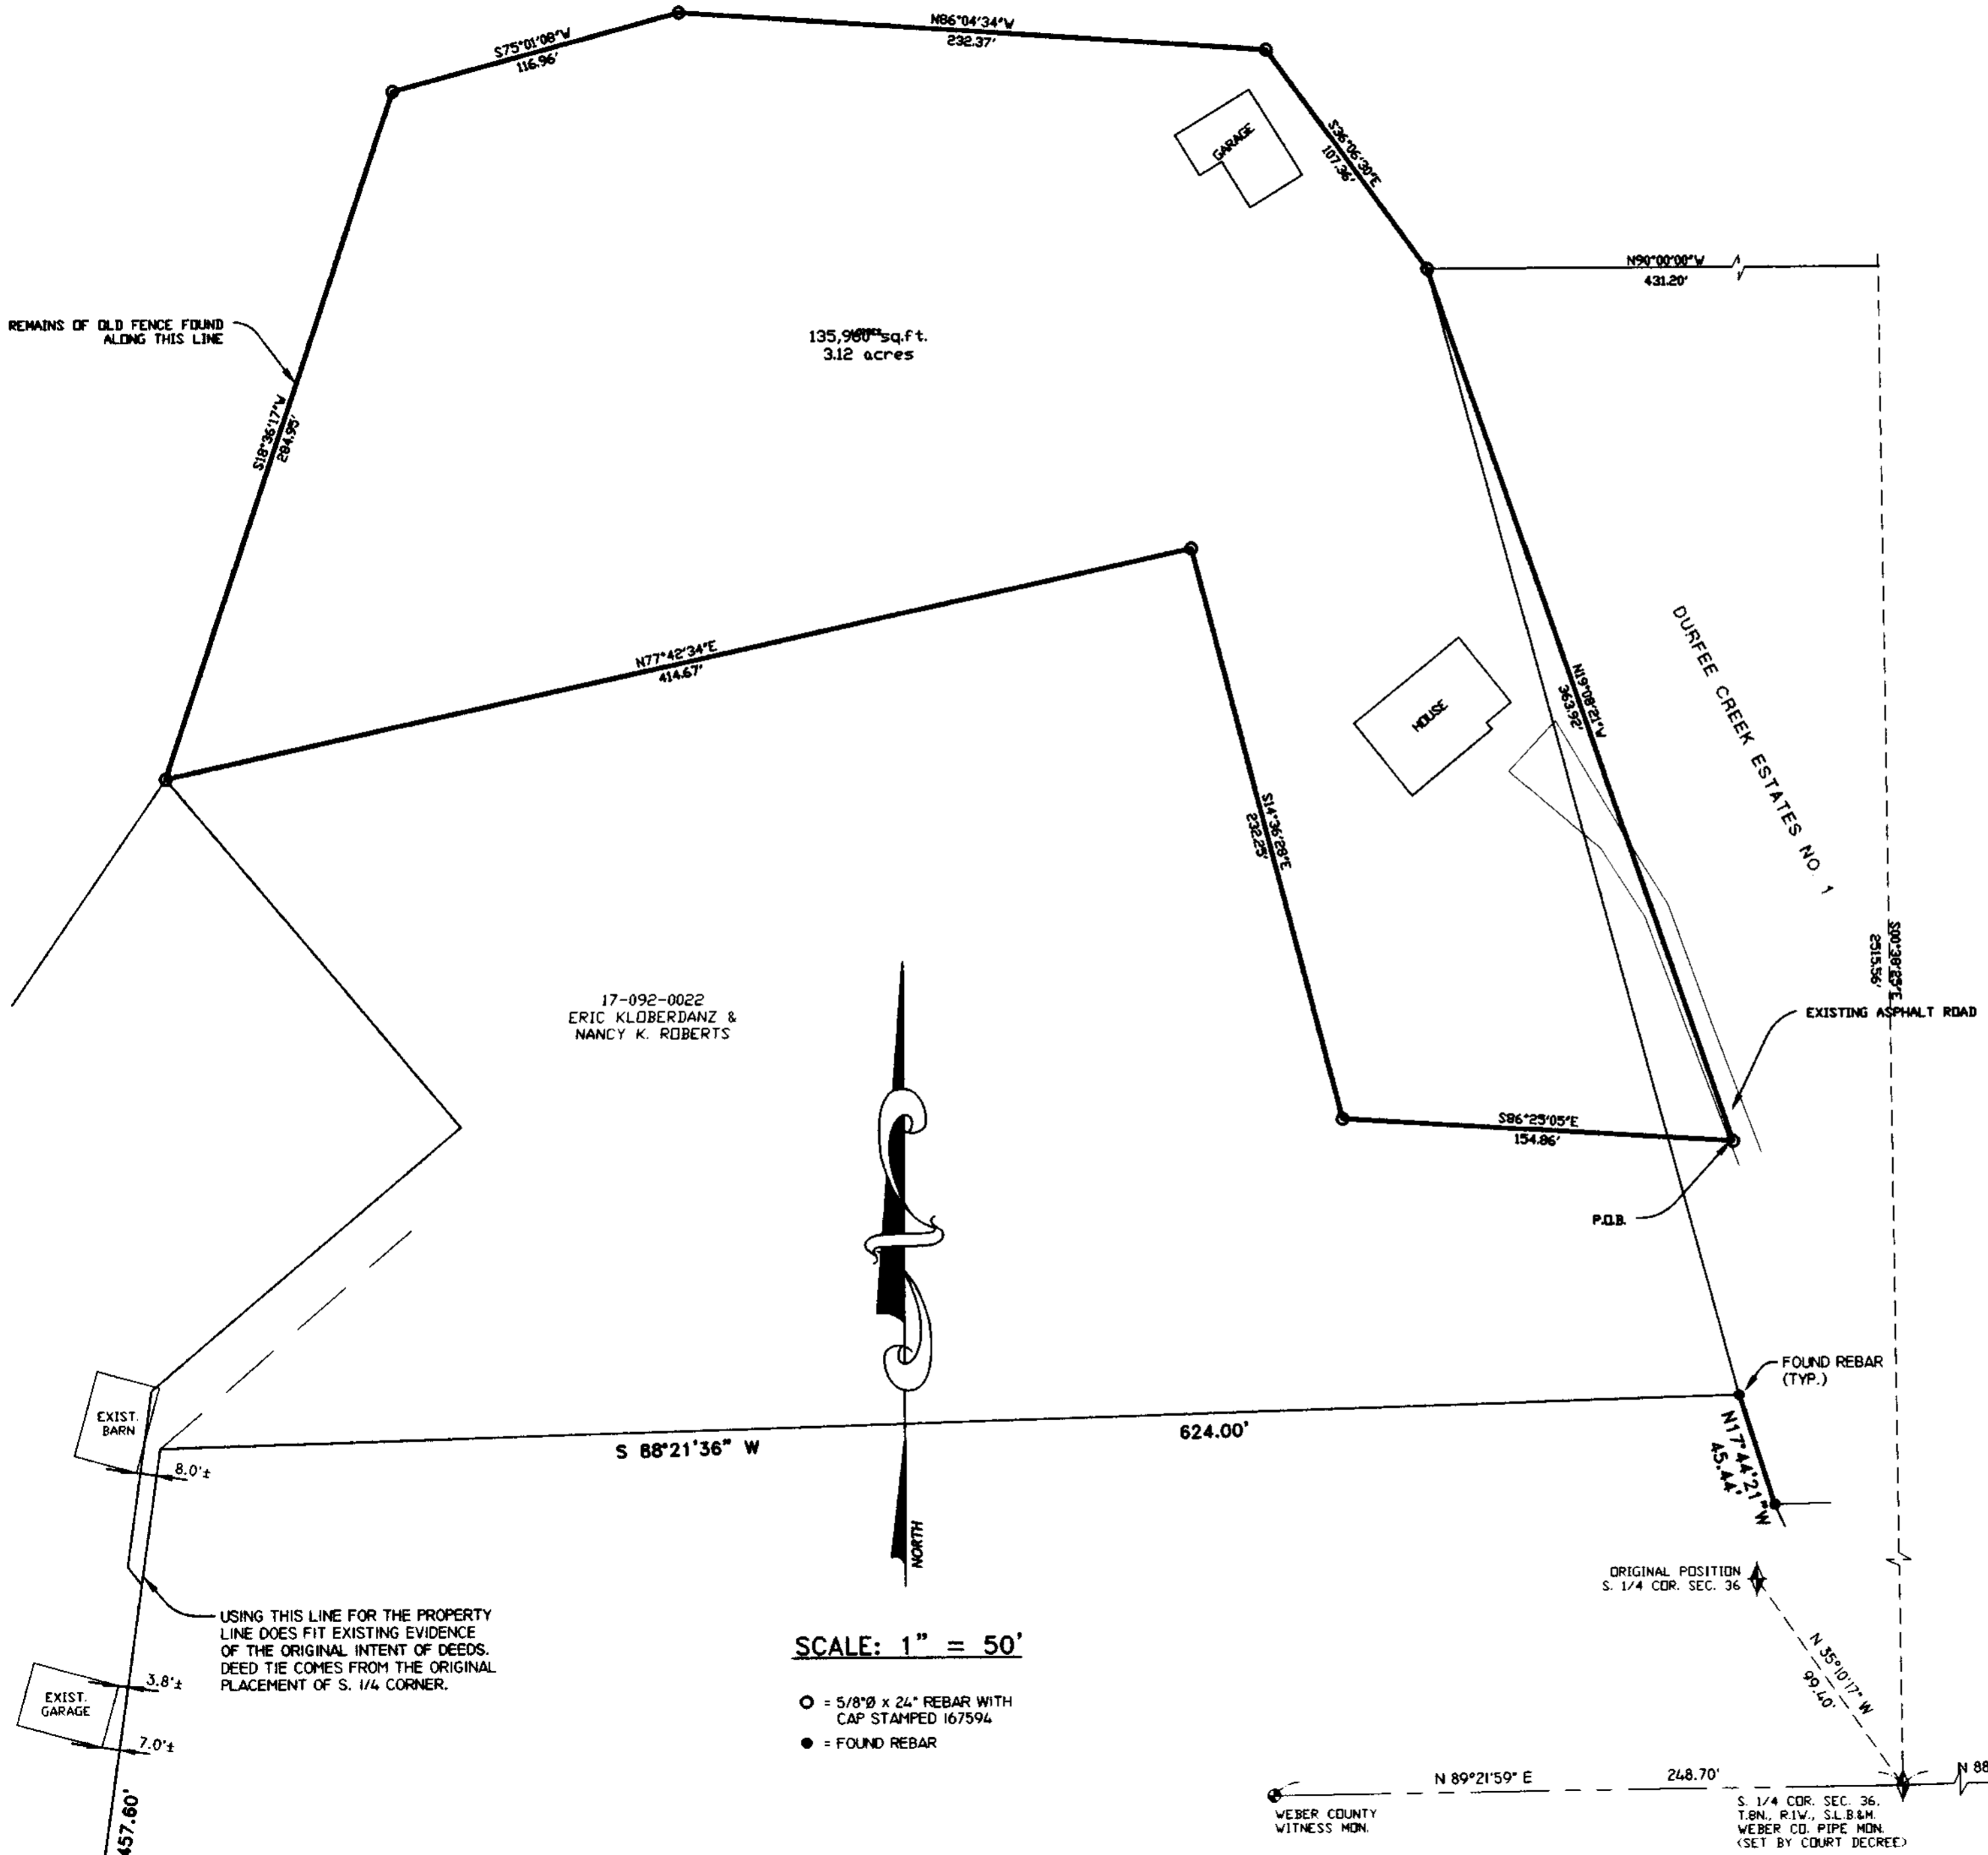 N86°04'34"W
232.37'
S75°01'08"W
116.96'
GARAGE
S36°06'30"E
107.36'
N90°00'00"W
431.20'
REMAINS OF OLD FENCE FOUND
ALONG THIS LINE
135,960 sq.ft.
3.12 acres
S18°36'17"W
284.95'
N77°42'34"E
414.67'
HOUSE
N19°08'21"W
363.92'
DURFEE CREEK ESTATES NO. 1
S14°36'28"E
232.25'
S00°38'25"E
2515.56'
17-092-0022
ERIC KLOBERDANZ &
NANCY K. ROBERTS
EXISTING ASPHALT ROAD
S86°25'05"E
154.86'
P.O.B.
FOUND REBAR
(TYP.)
EXIST.
BARN
8.0'±
S 88°21'36" W
624.00'
N17°44'21"W
45.44'
NORTH
ORIGINAL POSITION
S. 1/4 COR. SEC. 36
USING THIS LINE FOR THE PROPERTY
LINE DOES FIT EXISTING EVIDENCE
OF THE ORIGINAL INTENT OF DEEDS.
DEED TIE COMES FROM THE ORIGINAL
PLACEMENT OF S. 1/4 CORNER.
SCALE: 1" = 50'
N 35°10'17" W
99.40'
EXIST.
GARAGE
3.8'±
7.0'±
= 5/8"Ø x 24" REBAR WITH
CAP STAMPED 167594
= FOUND REBAR
457.60'
N 89°21'59" E
248.70'
N 88
WEBER COUNTY
WITNESS MON.
S. 1/4 COR. SEC. 36,
T.8N., R.1W., S.L.B.&M.
WEBER CO. PIPE MON.
(SET BY COURT DECREE)